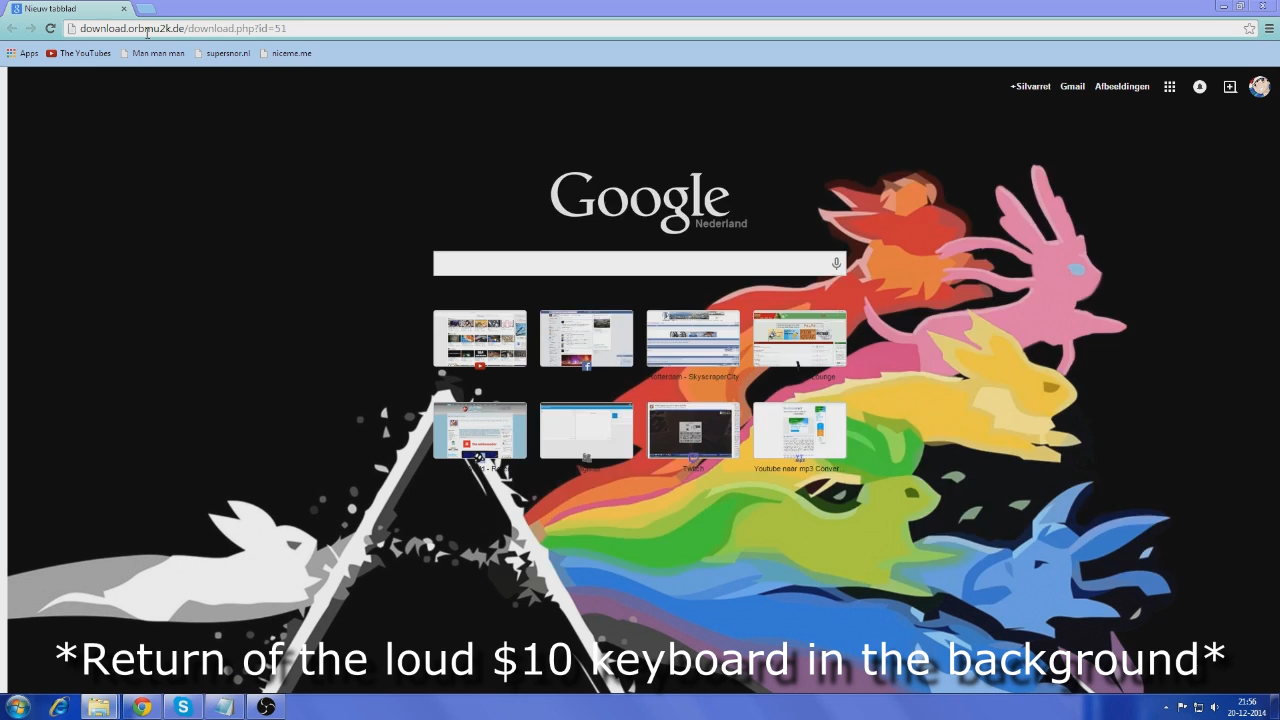 Nieuw tabblad
download.orbmu2k.de/download.php?id=51
Apps The YouTubes Man man man supersnor.nl niceme.me
+Silvarret Gmail Afbeeldingen
Google
Nederland
Rotterdam - SkyscraperCity
Lounge
Twitch
Youtube naar mp3 Conver
*Return of the loud $10 keyboard in the background*
21:56
20-12-2014